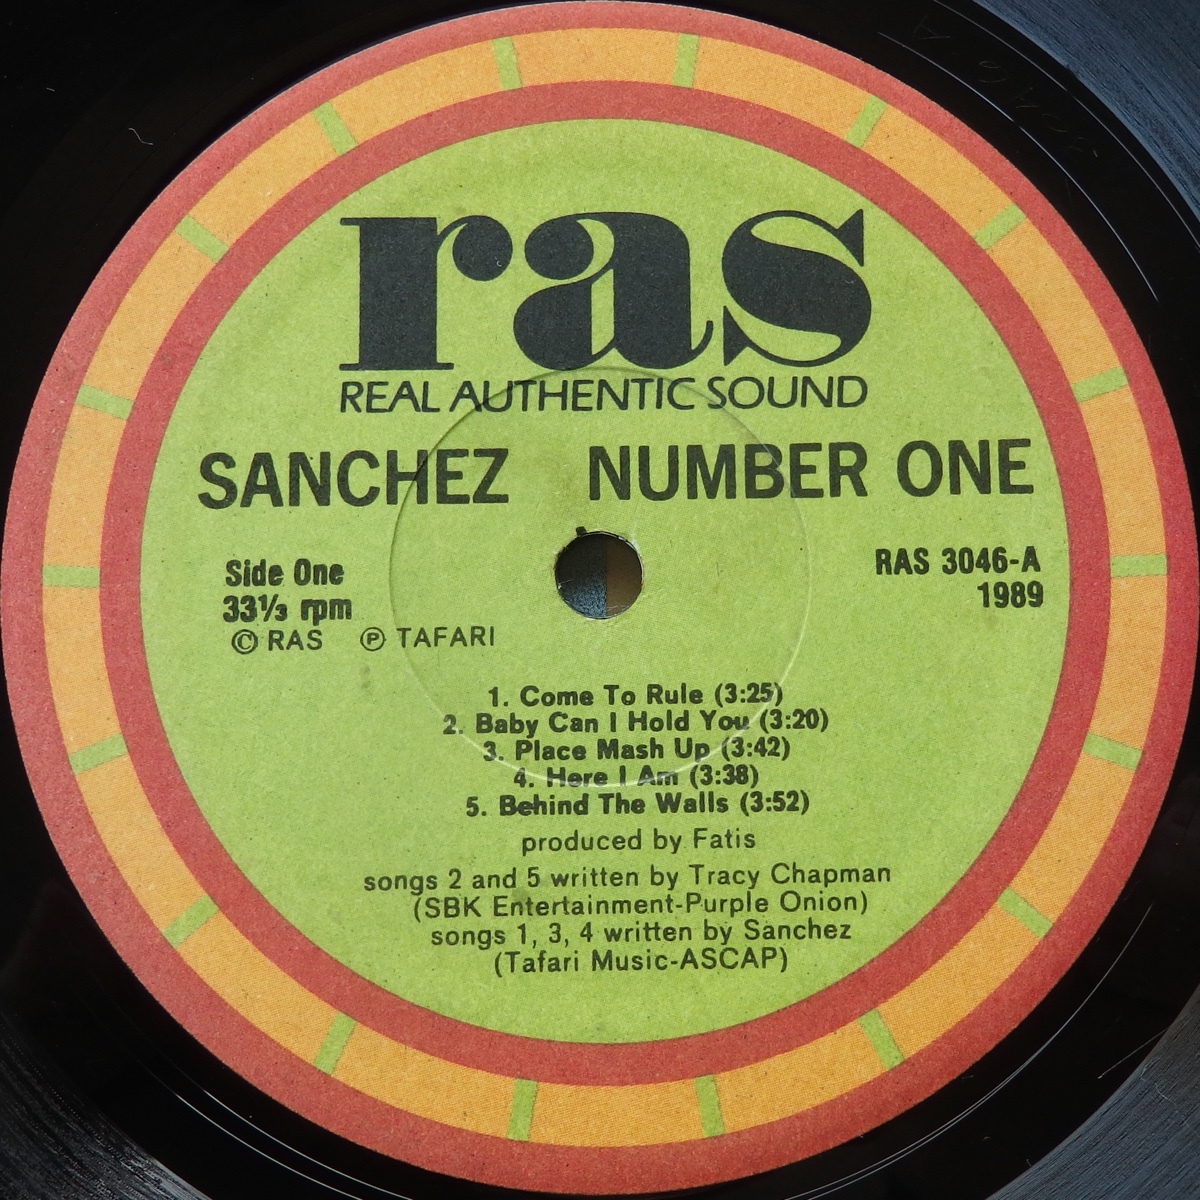 ras
REAL AUTHENTIC SOUND
SANCHEZ NUMBER ONE
Side One
33⅓ rpm
© RAS ℗ TAFARI
RAS 3046-A
1989
1. Come To Rule (3:25)
2. Baby Can I Hold You (3:20)
3. Place Mash Up (3:42)
4. Here I Am (3:38)
5. Behind The Walls (3:52)
produced by Fatis
songs 2 and 5 written by Tracy Chapman
(SBK Entertainment-Purple Onion)
songs 1, 3, 4 written by Sanchez
(Tafari Music-ASCAP)